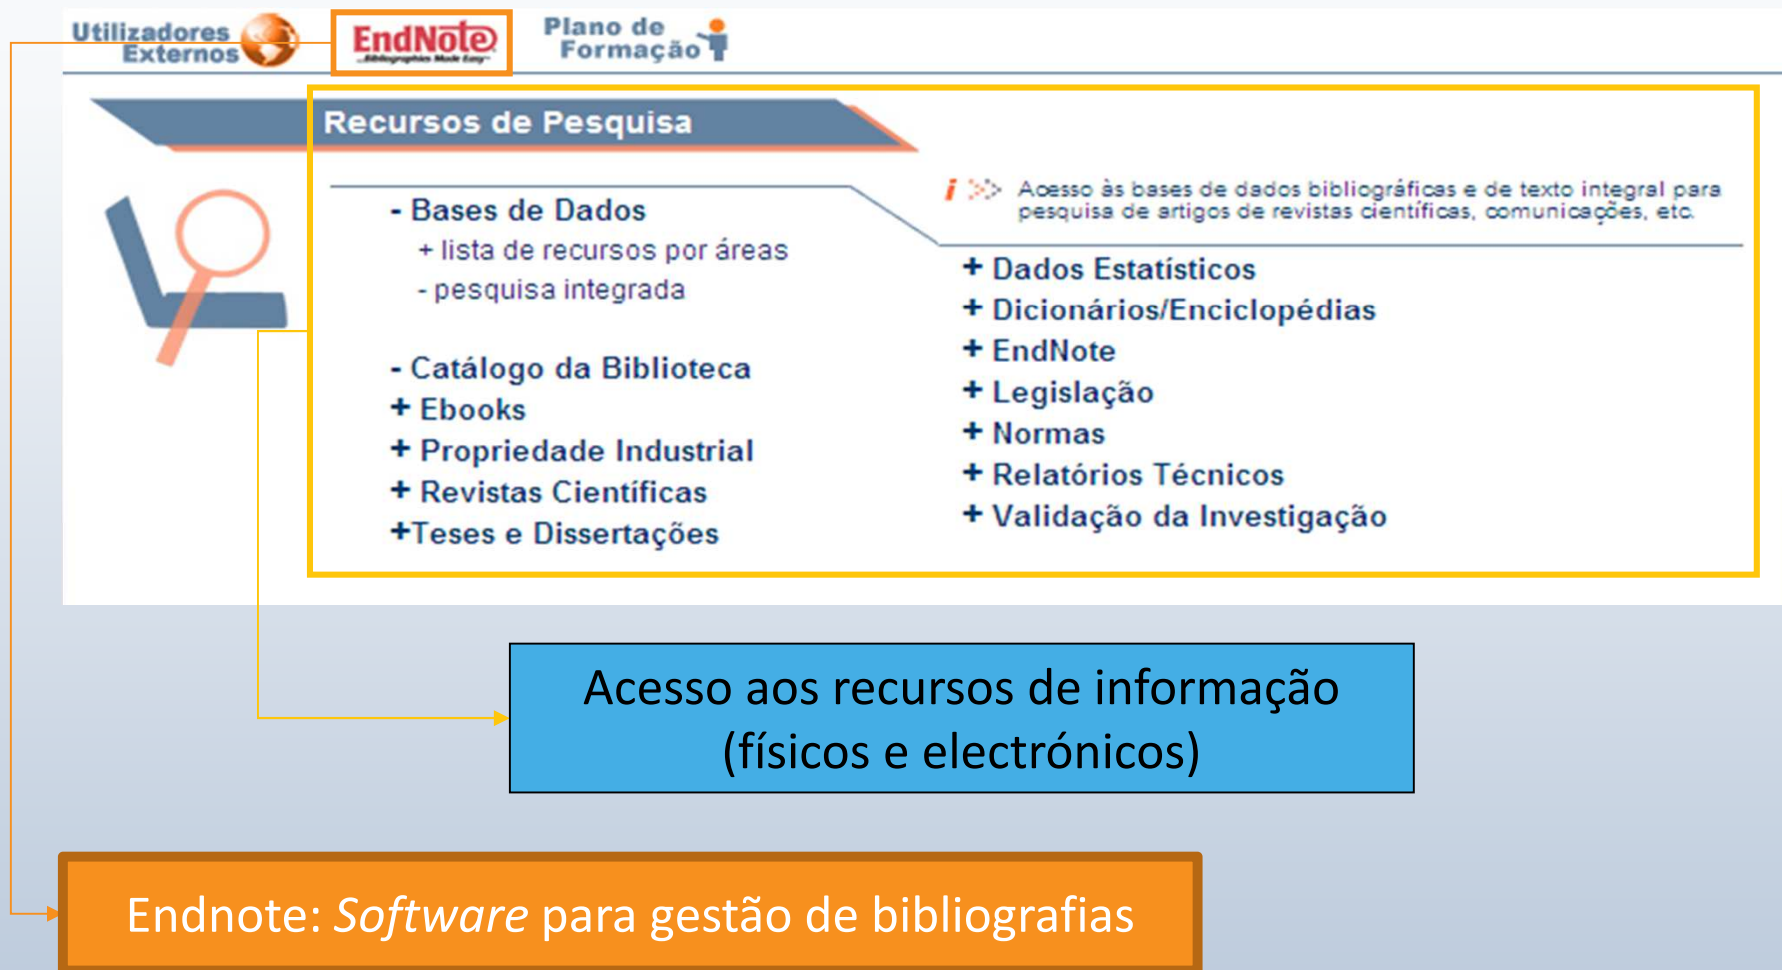 Utilizadores
Externos
EndNote
...Bibliographies Made Easy™
Plano de
Formação
Recursos de Pesquisa
- Bases de Dados
+ lista de recursos por áreas
- pesquisa integrada
- Catálogo da Biblioteca
+ Ebooks
+ Propriedade Industrial
+ Revistas Científicas
+Teses e Dissertações
i >> Acesso às bases de dados bibliográficas e de texto integral para
pesquisa de artigos de revistas científicas, comunicações, etc.
+ Dados Estatísticos
+ Dicionários/Enciclopédias
+ EndNote
+ Legislação
+ Normas
+ Relatórios Técnicos
+ Validação da Investigação
Acesso aos recursos de informação
(físicos e electrónicos)
Endnote: Software para gestão de bibliografias